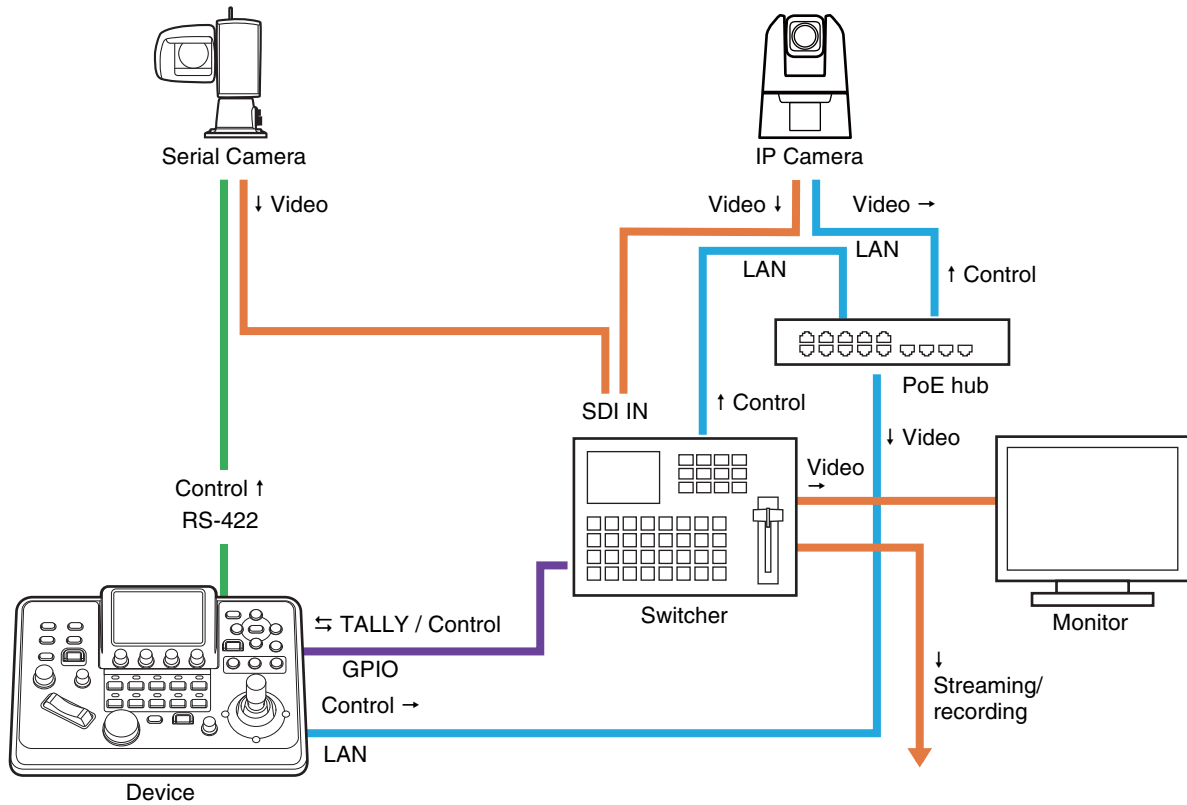 Serial Camera
IP Camera
↓ Video
Video ↓
Video →
LAN
LAN
↑ Control
PoE hub
SDI IN
↑ Control
↓ Video
Video
→
Control ↑
RS-422
Switcher
Monitor
⇆ TALLY / Control
GPIO
Control →
LAN
↓
Streaming/
recording
Device